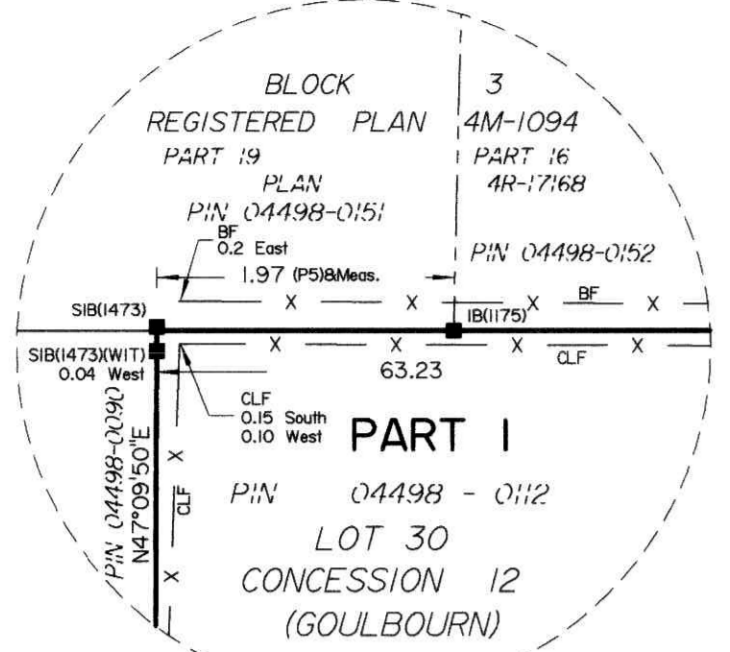 BLOCK 3
REGISTERED PLAN 4M-1094
PART 19 PART 16
PLAN 4R-17168
PIN 04498-0151
BF
0.2 East
PIN 04498-0152
1.97 (P5)&Meas.
X X X BF X
SIB(1473) IB(1175)
X X X CLF X
SIB(1473)(WIT)
0.04 West
63.23
CLF
0.15 South
0.10 West
PART 1
PIN 04498-0090
N47°09'50"E
X
CLF
X
PIN 04498 - 0112
LOT 30
CONCESSION 12
(GOULBOURN)